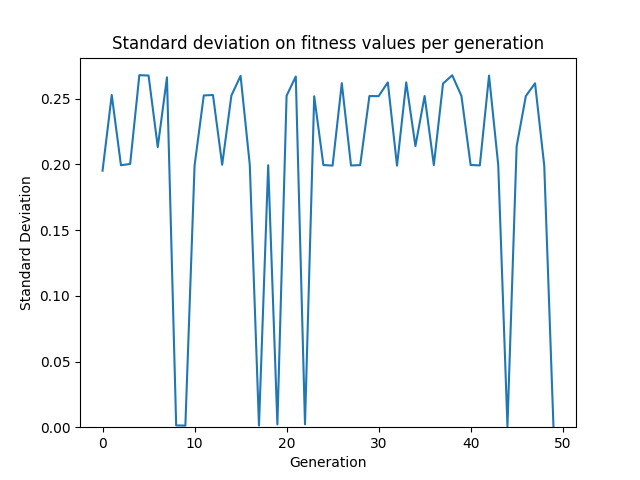 Standard deviation on fitness values per generation
Standard Deviation
0.25
0.20
0.15
0.10
0.05
0.00
0 10 20 30 40 50
Generation